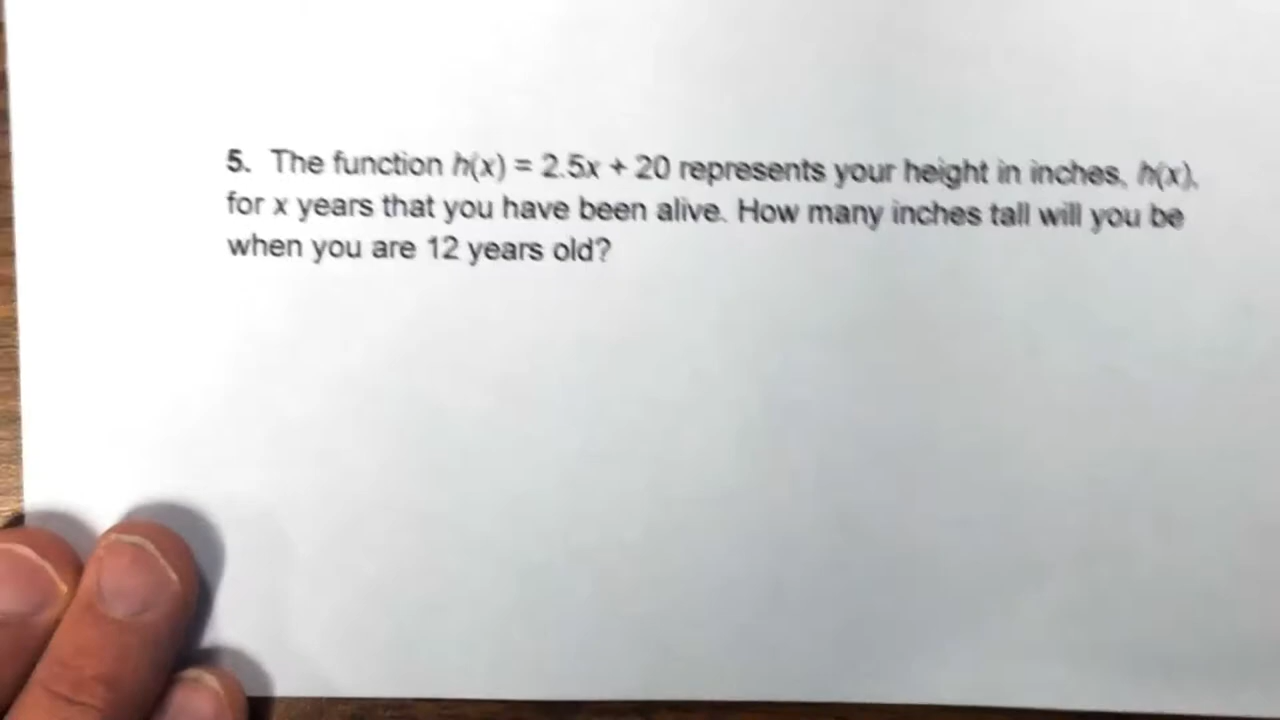 5. The function h(x) = 2.5x + 20 represents your height in inches, h(x),
for x years that you have been alive. How many inches tall will you be
when you are 12 years old?